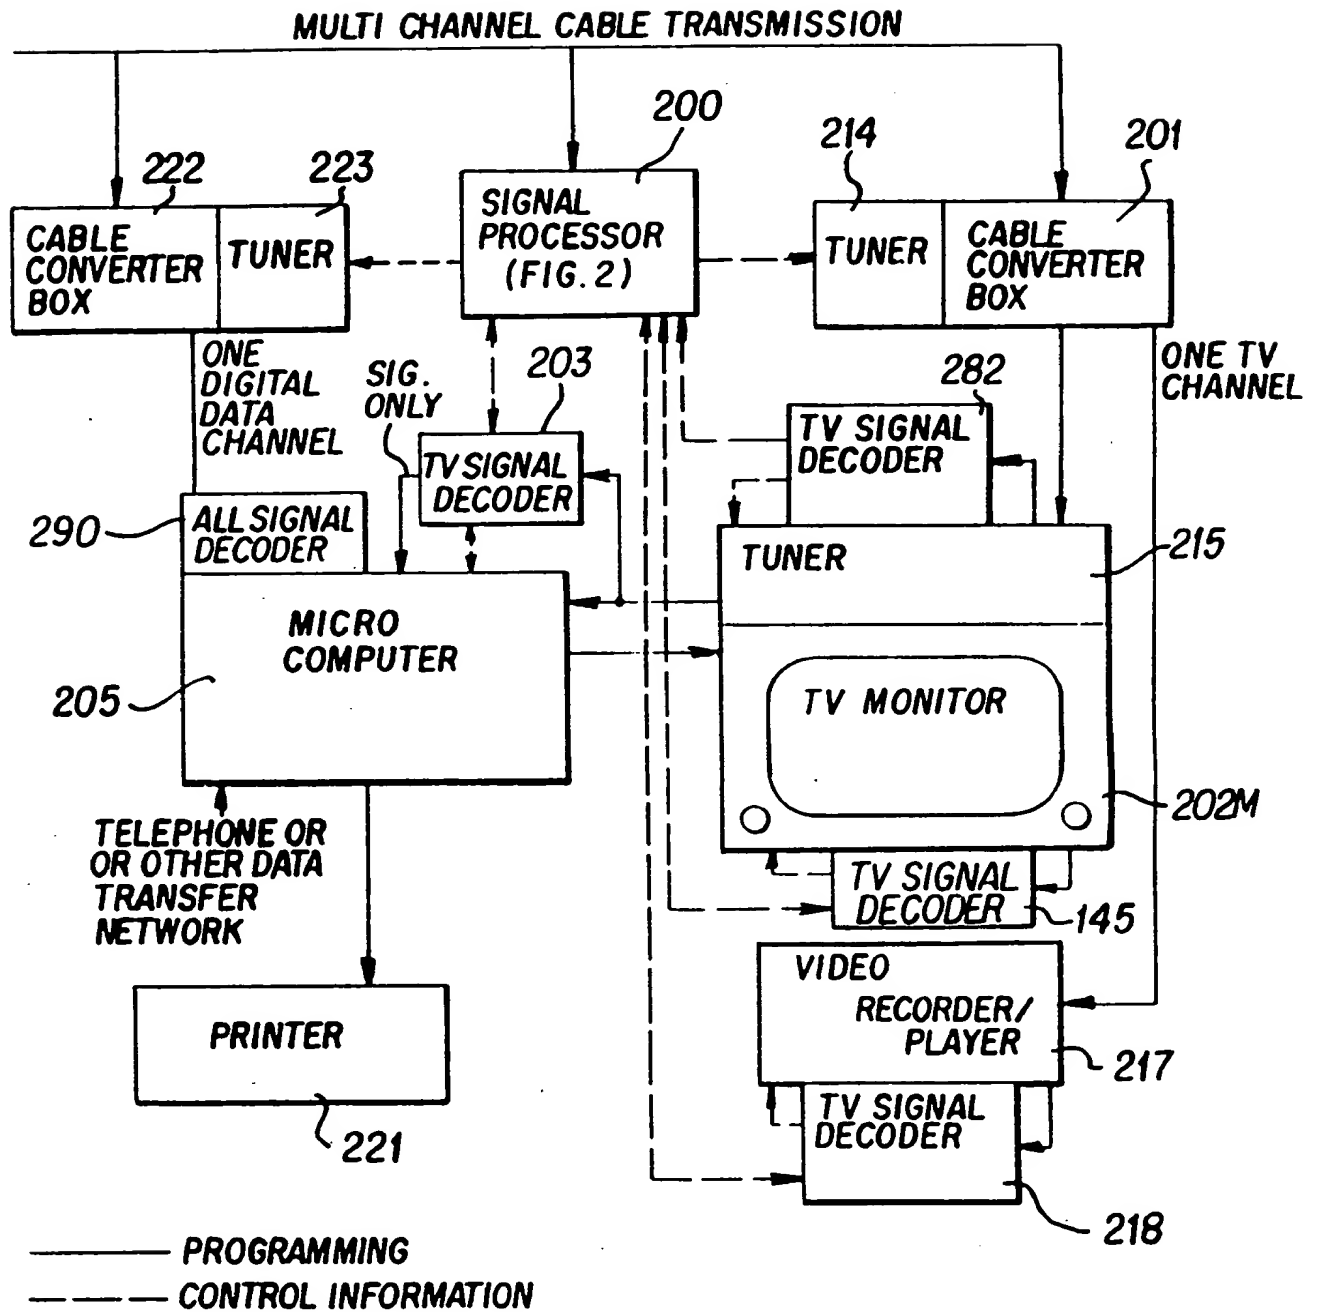 MULTI CHANNEL CABLE TRANSMISSION
200
214
201
222
223
CABLE
CONVERTER
BOX
TUNER
SIGNAL
PROCESSOR
(FIG. 2)
TUNER
CABLE
CONVERTER
BOX
ONE
DIGITAL
DATA
CHANNEL
SIG.
ONLY
203
282
ONE TV
CHANNEL
TV SIGNAL
DECODER
TV SIGNAL
DECODER
290
ALL SIGNAL
DECODER
TUNER
215
MICRO
COMPUTER
205
TV MONITOR
202M
TELEPHONE OR
OR OTHER DATA
TRANSFER
NETWORK
TV SIGNAL
DECODER
145
VIDEO
RECORDER/
PLAYER
217
PRINTER
221
TV SIGNAL
DECODER
218
PROGRAMMING
CONTROL INFORMATION